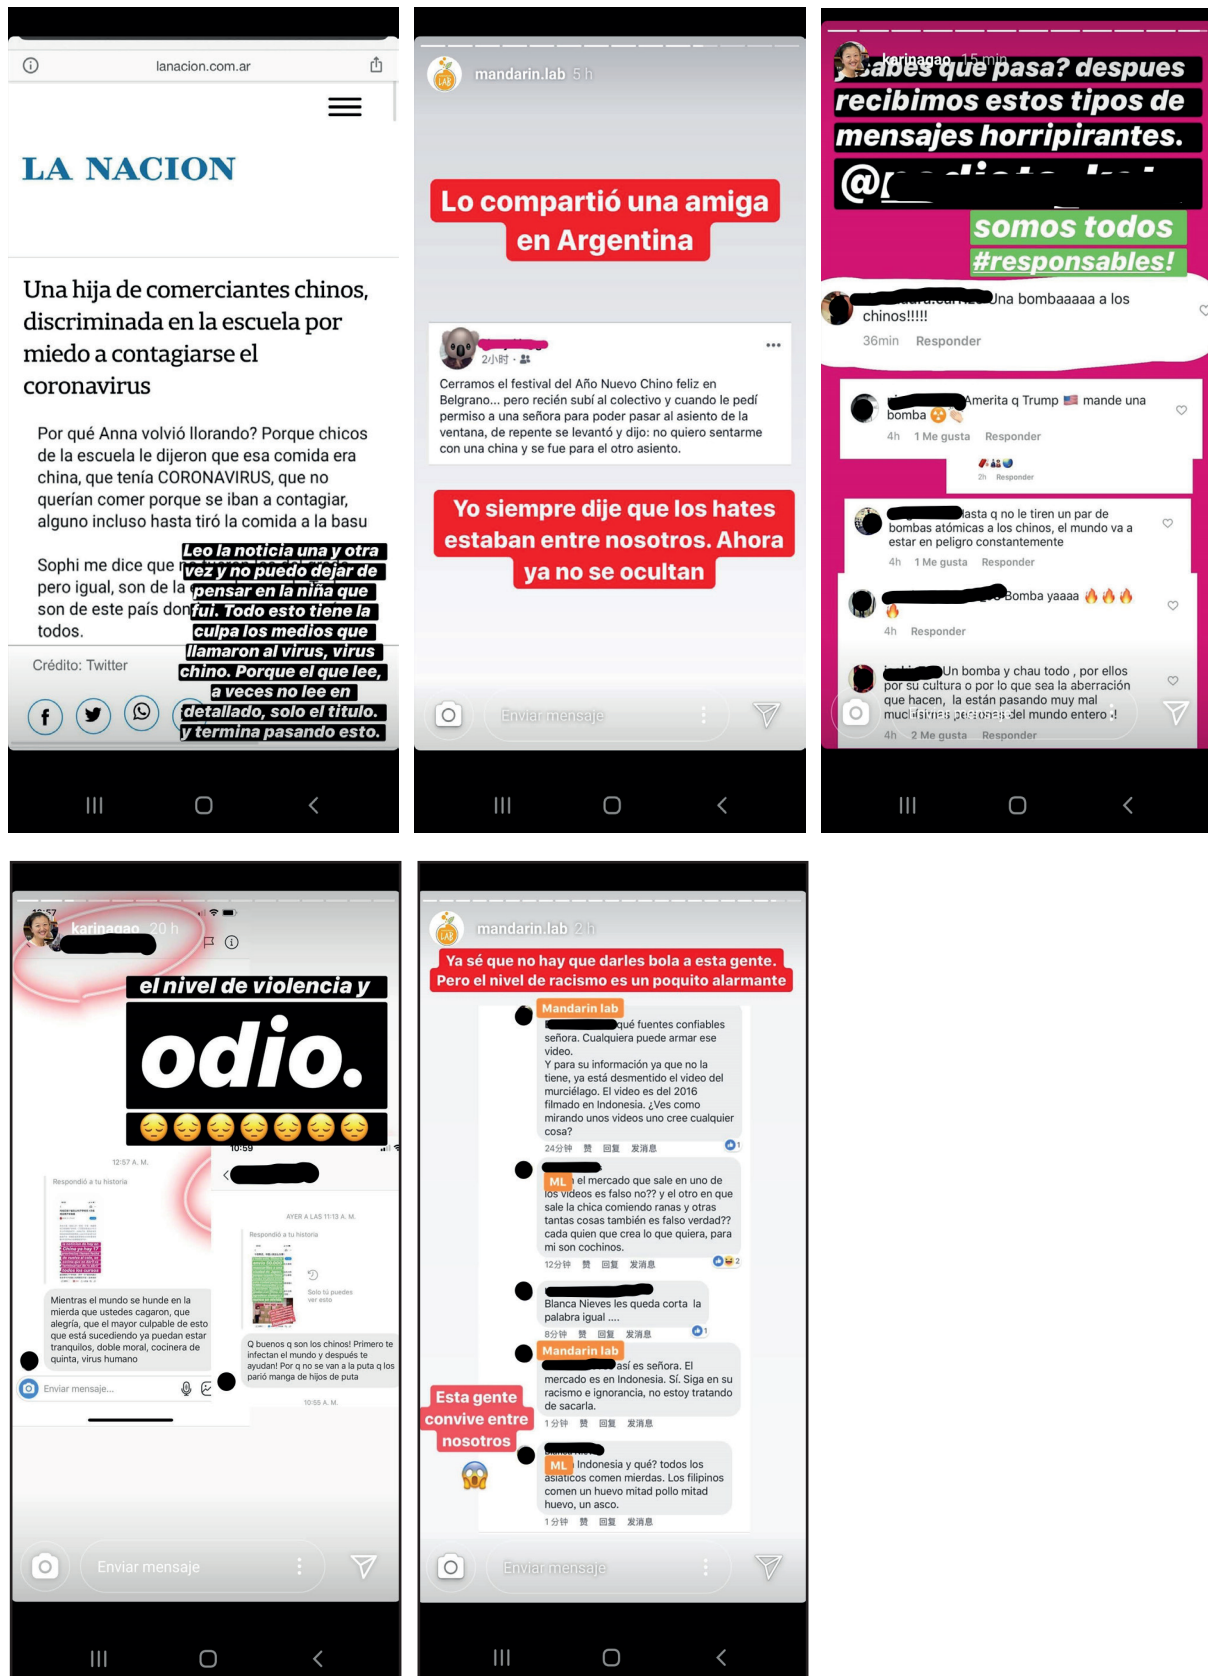 lanacion.com.ar
LA NACION
Una hija de comerciantes chinos,
discriminada en la escuela por
miedo a contagiarse el
coronavirus
Por qué Anna volvió llorando? Porque chicos
de la escuela le dijeron que esa comida era
china, que tenía CORONAVIRUS, que no
querían comer porque se iban a contagiar,
alguno incluso hasta tiró la comida a la basu
Sophi me dice que
pero igual, son de la
son de este país don
todos.
Crédito: Twitter
Leo la noticia una y otra
vez y no puedo dejar de
pensar en la niña que
fui. Todo esto tiene la
culpa los medios que
llamaron al virus, virus
chino. Porque el que lee,
a veces no lee en
detallado, solo el titulo.
y termina pasando esto.
mandarin.lab 5 h
LAB
Lo compartió una amiga
en Argentina
2小时
Cerramos el festival del Año Nuevo Chino feliz en
Belgrano... pero recién subí al colectivo y cuando le pedí
permiso a una señora para poder pasar al asiento de la
ventana, de repente se levantó y dijo: no quiero sentarme
con una china y se fue para el otro asiento.
Yo siempre dije que los hates
estaban entre nosotros. Ahora
ya no se ocultan
Enviar mensaje
karinagao 15 min
sabes que pasa? despues
recibimos estos tipos de
mensajes horripirantes.
somos todos
#responsables!
Una bombaaaaa a los
chinos!!!!!
36min Responder
Amerita q Trump 🇺🇸 mande una
bomba ☢️👏🏻
4h 1 Me gusta Responder
2h Responder
asta q no le tiren un par de
bombas atómicas a los chinos, el mundo va a
estar en peligro constantemente
4h 1 Me gusta Responder
Bomba yaaaa 🔥🔥🔥
🔥
4h Responder
Un bomba y chau todo , por ellos
por su cultura o por lo que sea la aberración
que hacen, la están pasando muy mal
del mundo entero .!
Enviar mensaje
4h 2 Me gusta Responder
karinagao 20 h
el nivel de violencia y
odio.
😔😔😔😔😔😔😔
12:57 A. M.
Respondió a tu historia
Mientras el mundo se hunde en la
mierda que ustedes cagaron, que
alegría, que el mayor culpable de esto
que está sucediendo ya puedan estar
tranquilos, doble moral, cocinera de
quinta, virus humano
Enviar mensaje...
10:59
AYER A LAS 11:13 A. M.
Respondió a tu historia
Solo tú puedes
ver esto
Q buenos q son los chinos! Primero te
infectan el mundo y después te
ayudan! Por q no se van a la puta q los
parió manga de hijos de puta
10:55 A. M.
Enviar mensaje
mandarin.lab 2 h
LAB
Ya sé que no hay que darles bola a esta gente.
Pero el nivel de racismo es un poquito alarmante
Mandarin lab
qué fuentes confiables
señora. Cualquiera puede armar ese
video.
Y para su información ya que no la
tiene, ya está desmentido el video del
murciélago. El video es del 2016
filmado en Indonesia. ¿Ves como
mirando unos videos uno cree cualquier
cosa?
24分钟 赞 回复 发消息 1
ML el mercado que sale en uno de
los videos es falso no?? y el otro en que
sale la chica comiendo ranas y otras
tantas cosas también es falso verdad??
cada quien que crea lo que quiera, para
mi son cochinos.
12分钟 赞 回复 发消息 2
Blanca Nieves les queda corta la
palabra igual ....
8分钟 赞 回复 发消息 1
Mandarin lab
así es señora. El
mercado es en Indonesia. Sí. Siga en su
racismo e ignorancia, no estoy tratando
de sacarla.
1分钟 赞 回复 发消息
Esta gente
convive entre
nosotros
😱
ML Indonesia y qué? todos los
asiáticos comen mierdas. Los filipinos
comen un huevo mitad pollo mitad
huevo, un asco.
1分钟 赞 回复 发消息
Enviar mensaje